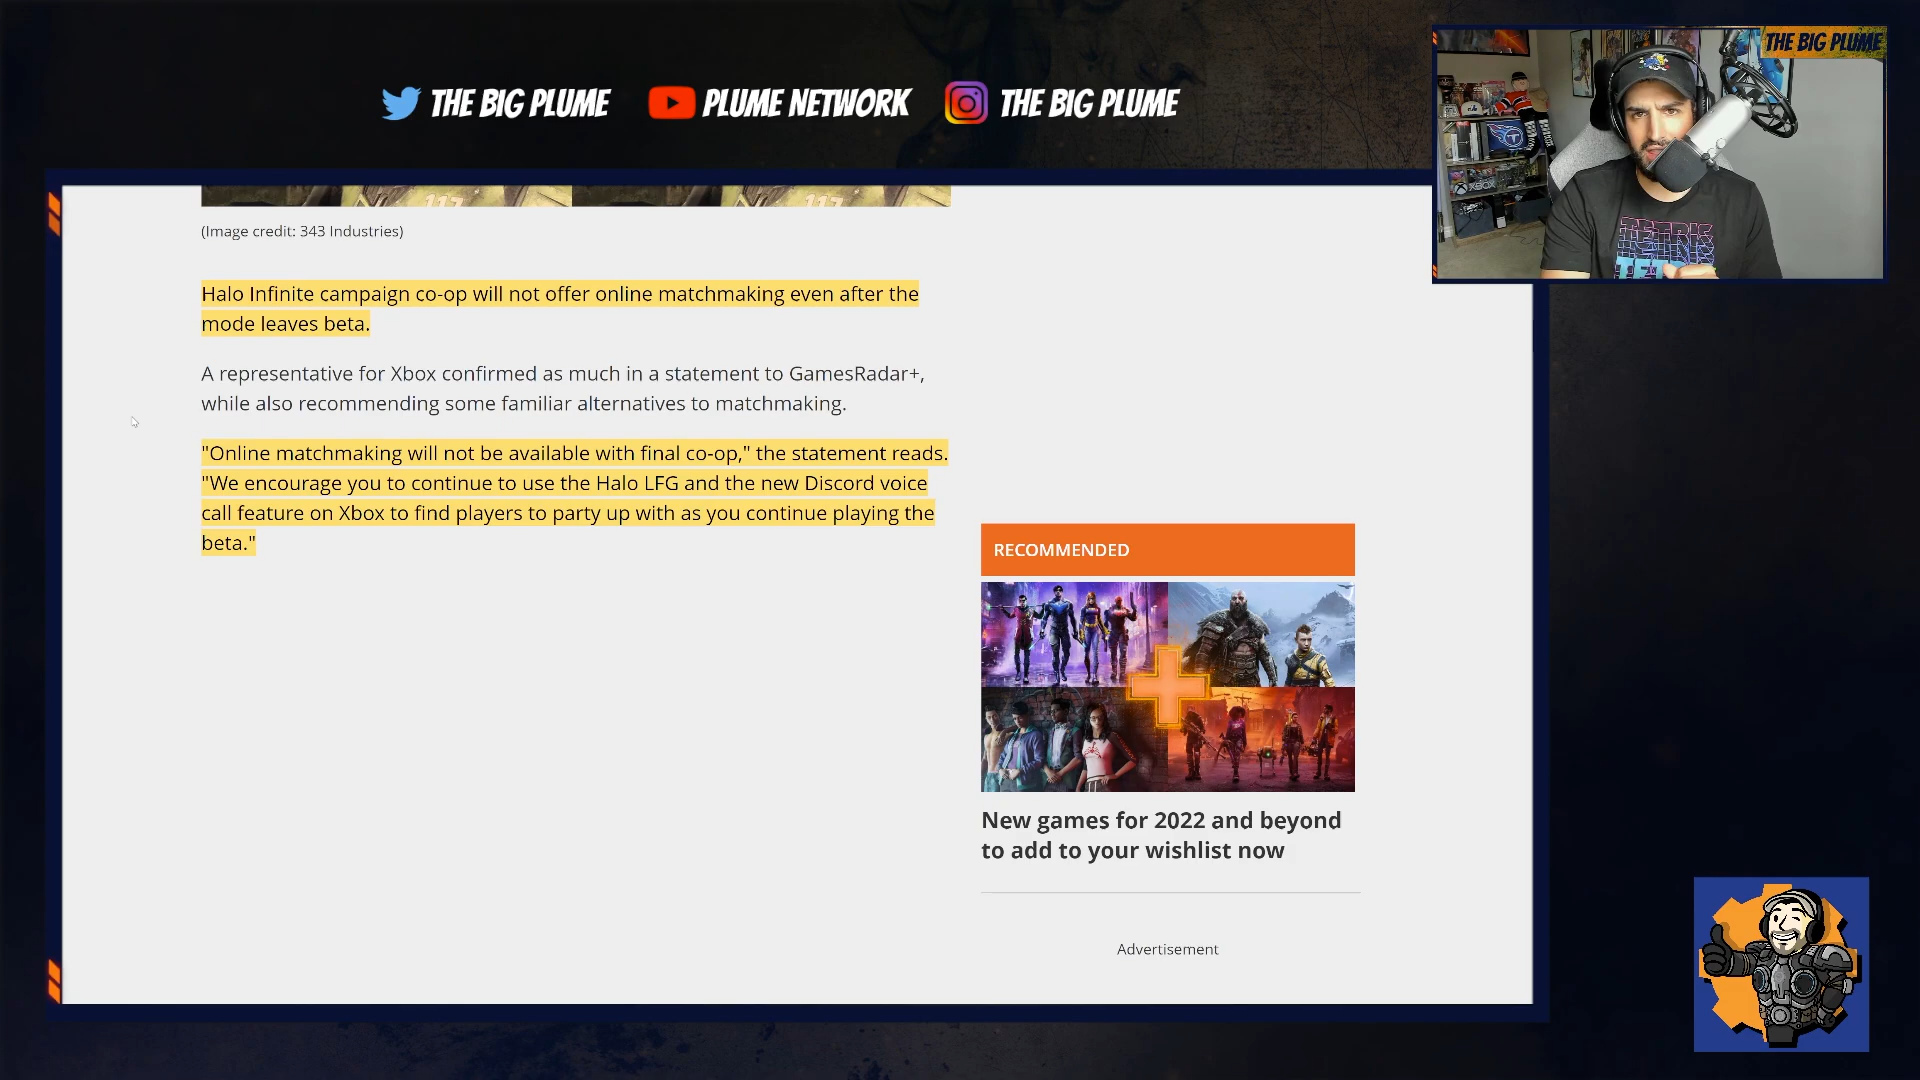 THE BIG PLUME
PLUME NETWORK
THE BIG PLUME
THE BIG PLUME
117
117
(Image credit: 343 Industries)
Halo Infinite campaign co-op will not offer online matchmaking even after the
mode leaves beta.
A representative for Xbox confirmed as much in a statement to GamesRadar+,
while also recommending some familiar alternatives to matchmaking.
"Online matchmaking will not be available with final co-op," the statement reads.
"We encourage you to continue to use the Halo LFG and the new Discord voice
call feature on Xbox to find players to party up with as you continue playing the
beta."
XBOX
TETRIS
RECOMMENDED
New games for 2022 and beyond
to add to your wishlist now
Advertisement